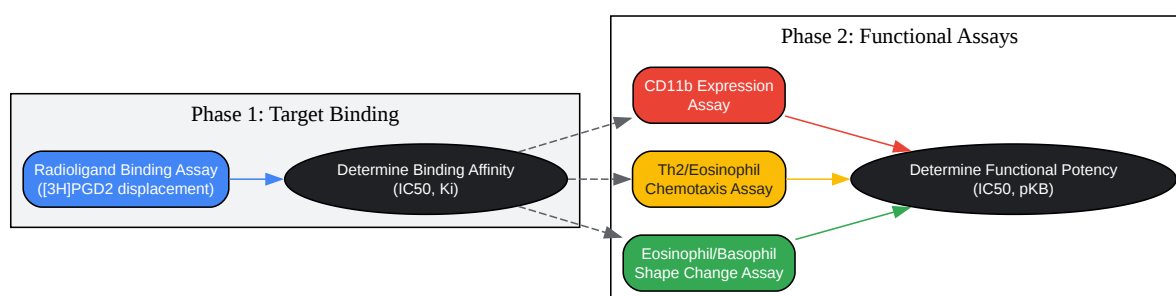 Phase 1: Target Binding
Radioligand Binding Assay
([3H]PGD2 displacement)
Determine Binding Affinity
(IC50, Ki)
Phase 2: Functional Assays
CD11b Expression
Assay
Th2/Eosinophil
Chemotaxis Assay
Eosinophil/Basophil
Shape Change Assay
Determine Functional Potency
(IC50, pKB)